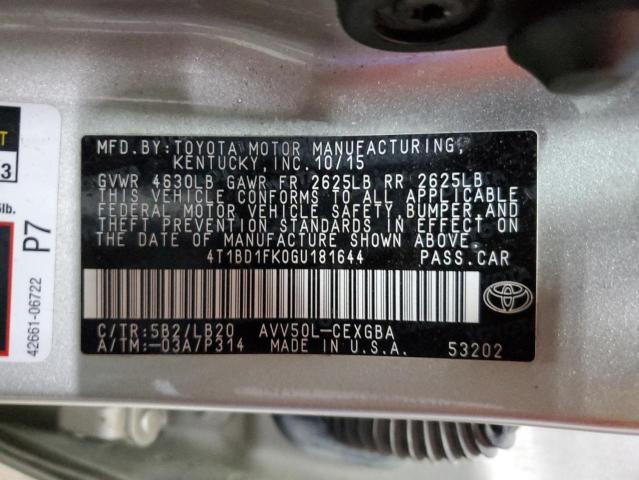 MFD.BY:TOYOTA MOTOR MANUFACTURING,
KENTUCKY,INC.10/15
GVWR 4630LB GAWR FR 2625LB RR 2625LB
THIS VEHICLE CONFORMS TO ALL APPLICABLE
FEDERAL MOTOR VEHICLE SAFETY,BUMPER,AND
THEFT PREVENTION STANDARDS IN EFFECT ON
THE DATE OF MANUFACTURE SHOWN ABOVE.
4T1BD1FK0GU181644 PASS.CAR
C/TR:5B2/LB20 AVV50L-CEXGBA
A/TM:-03A7P314 MADE IN U.S.A. 53202
P7
42661-06722
3
lb.
T